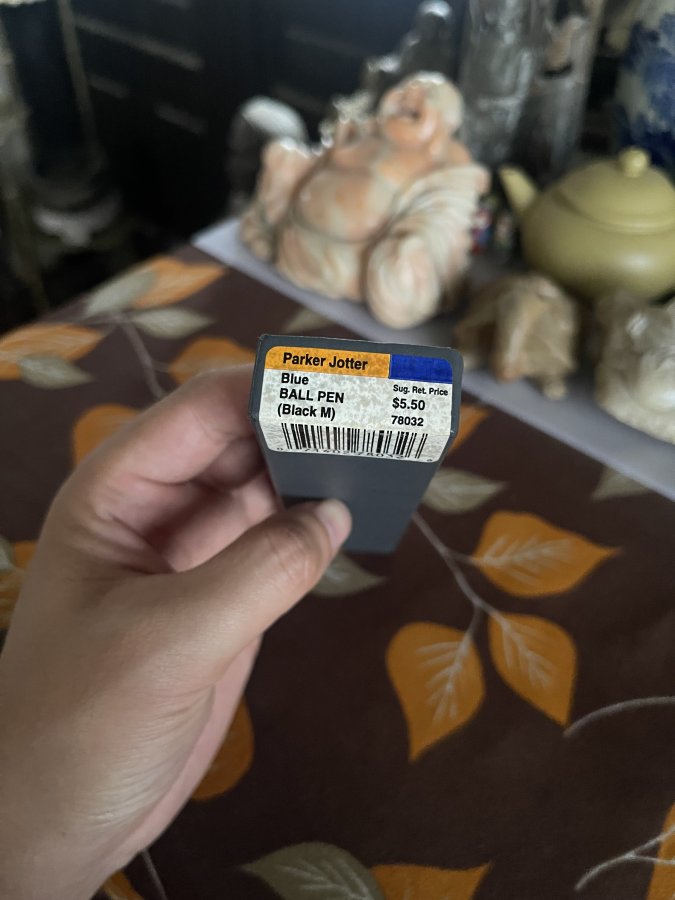 Parker Jotter
Blue
BALL PEN
(Black M)
Sug. Ret. Price
$5.50
78032